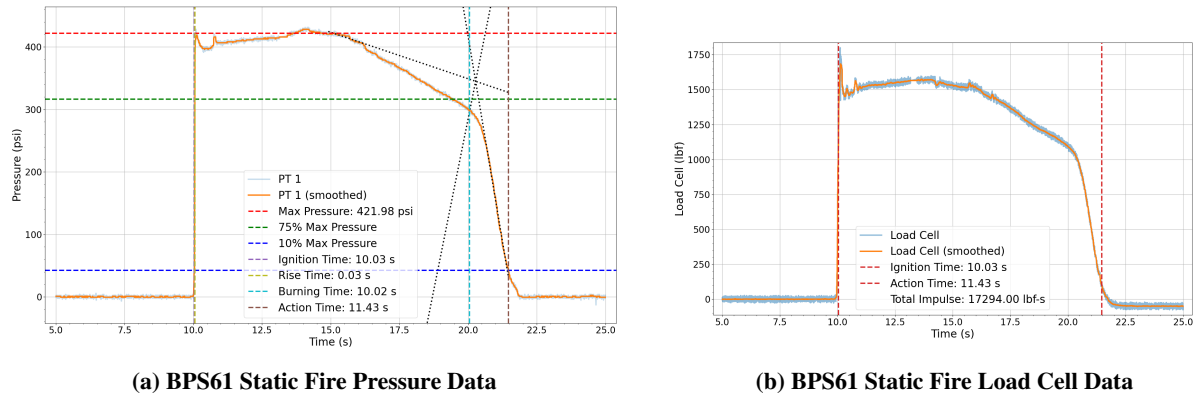 400
300
200
100
0
Pressure (psi)
PT 1
PT 1 (smoothed)
Max Pressure: 421.98 psi
75% Max Pressure
10% Max Pressure
Ignition Time: 10.03 s
Rise Time: 0.03 s
Burning Time: 10.02 s
Action Time: 11.43 s
5.0 7.5 10.0 12.5 15.0 17.5 20.0 22.5 25.0
Time (s)
(a) BPS61 Static Fire Pressure Data
1750
1500
1250
1000
750
500
250
0
Load Cell (lbf)
Load Cell
Load Cell (smoothed)
Ignition Time: 10.03 s
Action Time: 11.43 s
Total Impulse: 17294.00 lbf-s
5.0 7.5 10.0 12.5 15.0 17.5 20.0 22.5 25.0
Time (s)
(b) BPS61 Static Fire Load Cell Data